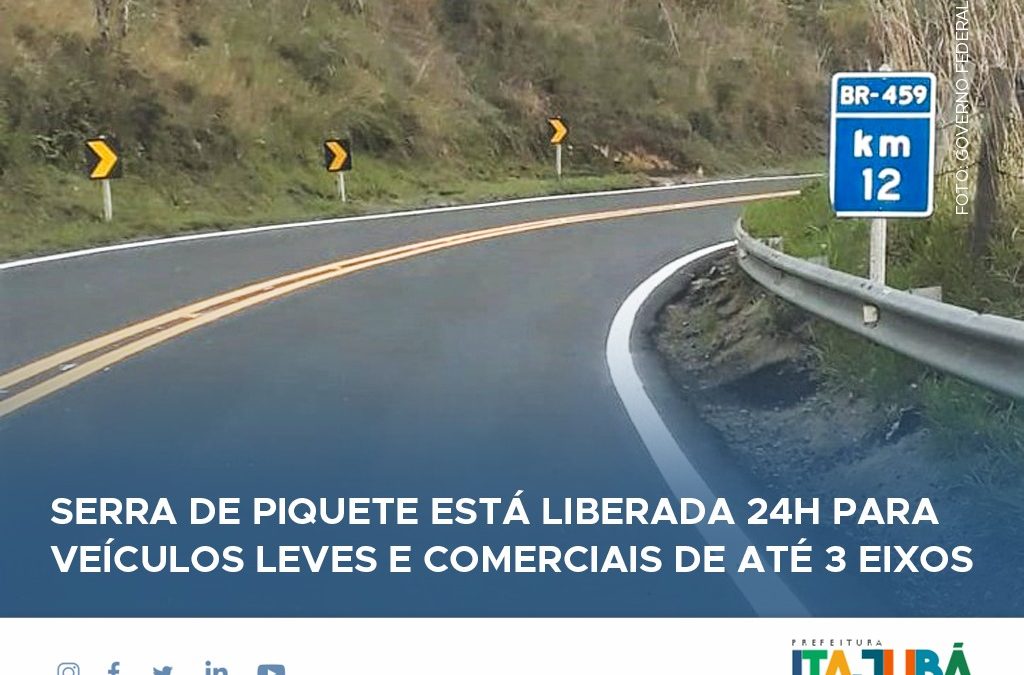 BR-459
km
12
FOTO: GOVERNO FEDERAL
SERRA DE PIQUETE ESTÁ LIBERADA 24H PARA
VEÍCULOS LEVES E COMERCIAIS DE ATÉ 3 EIXOS
PREFEITURA
ITAJUBÁ